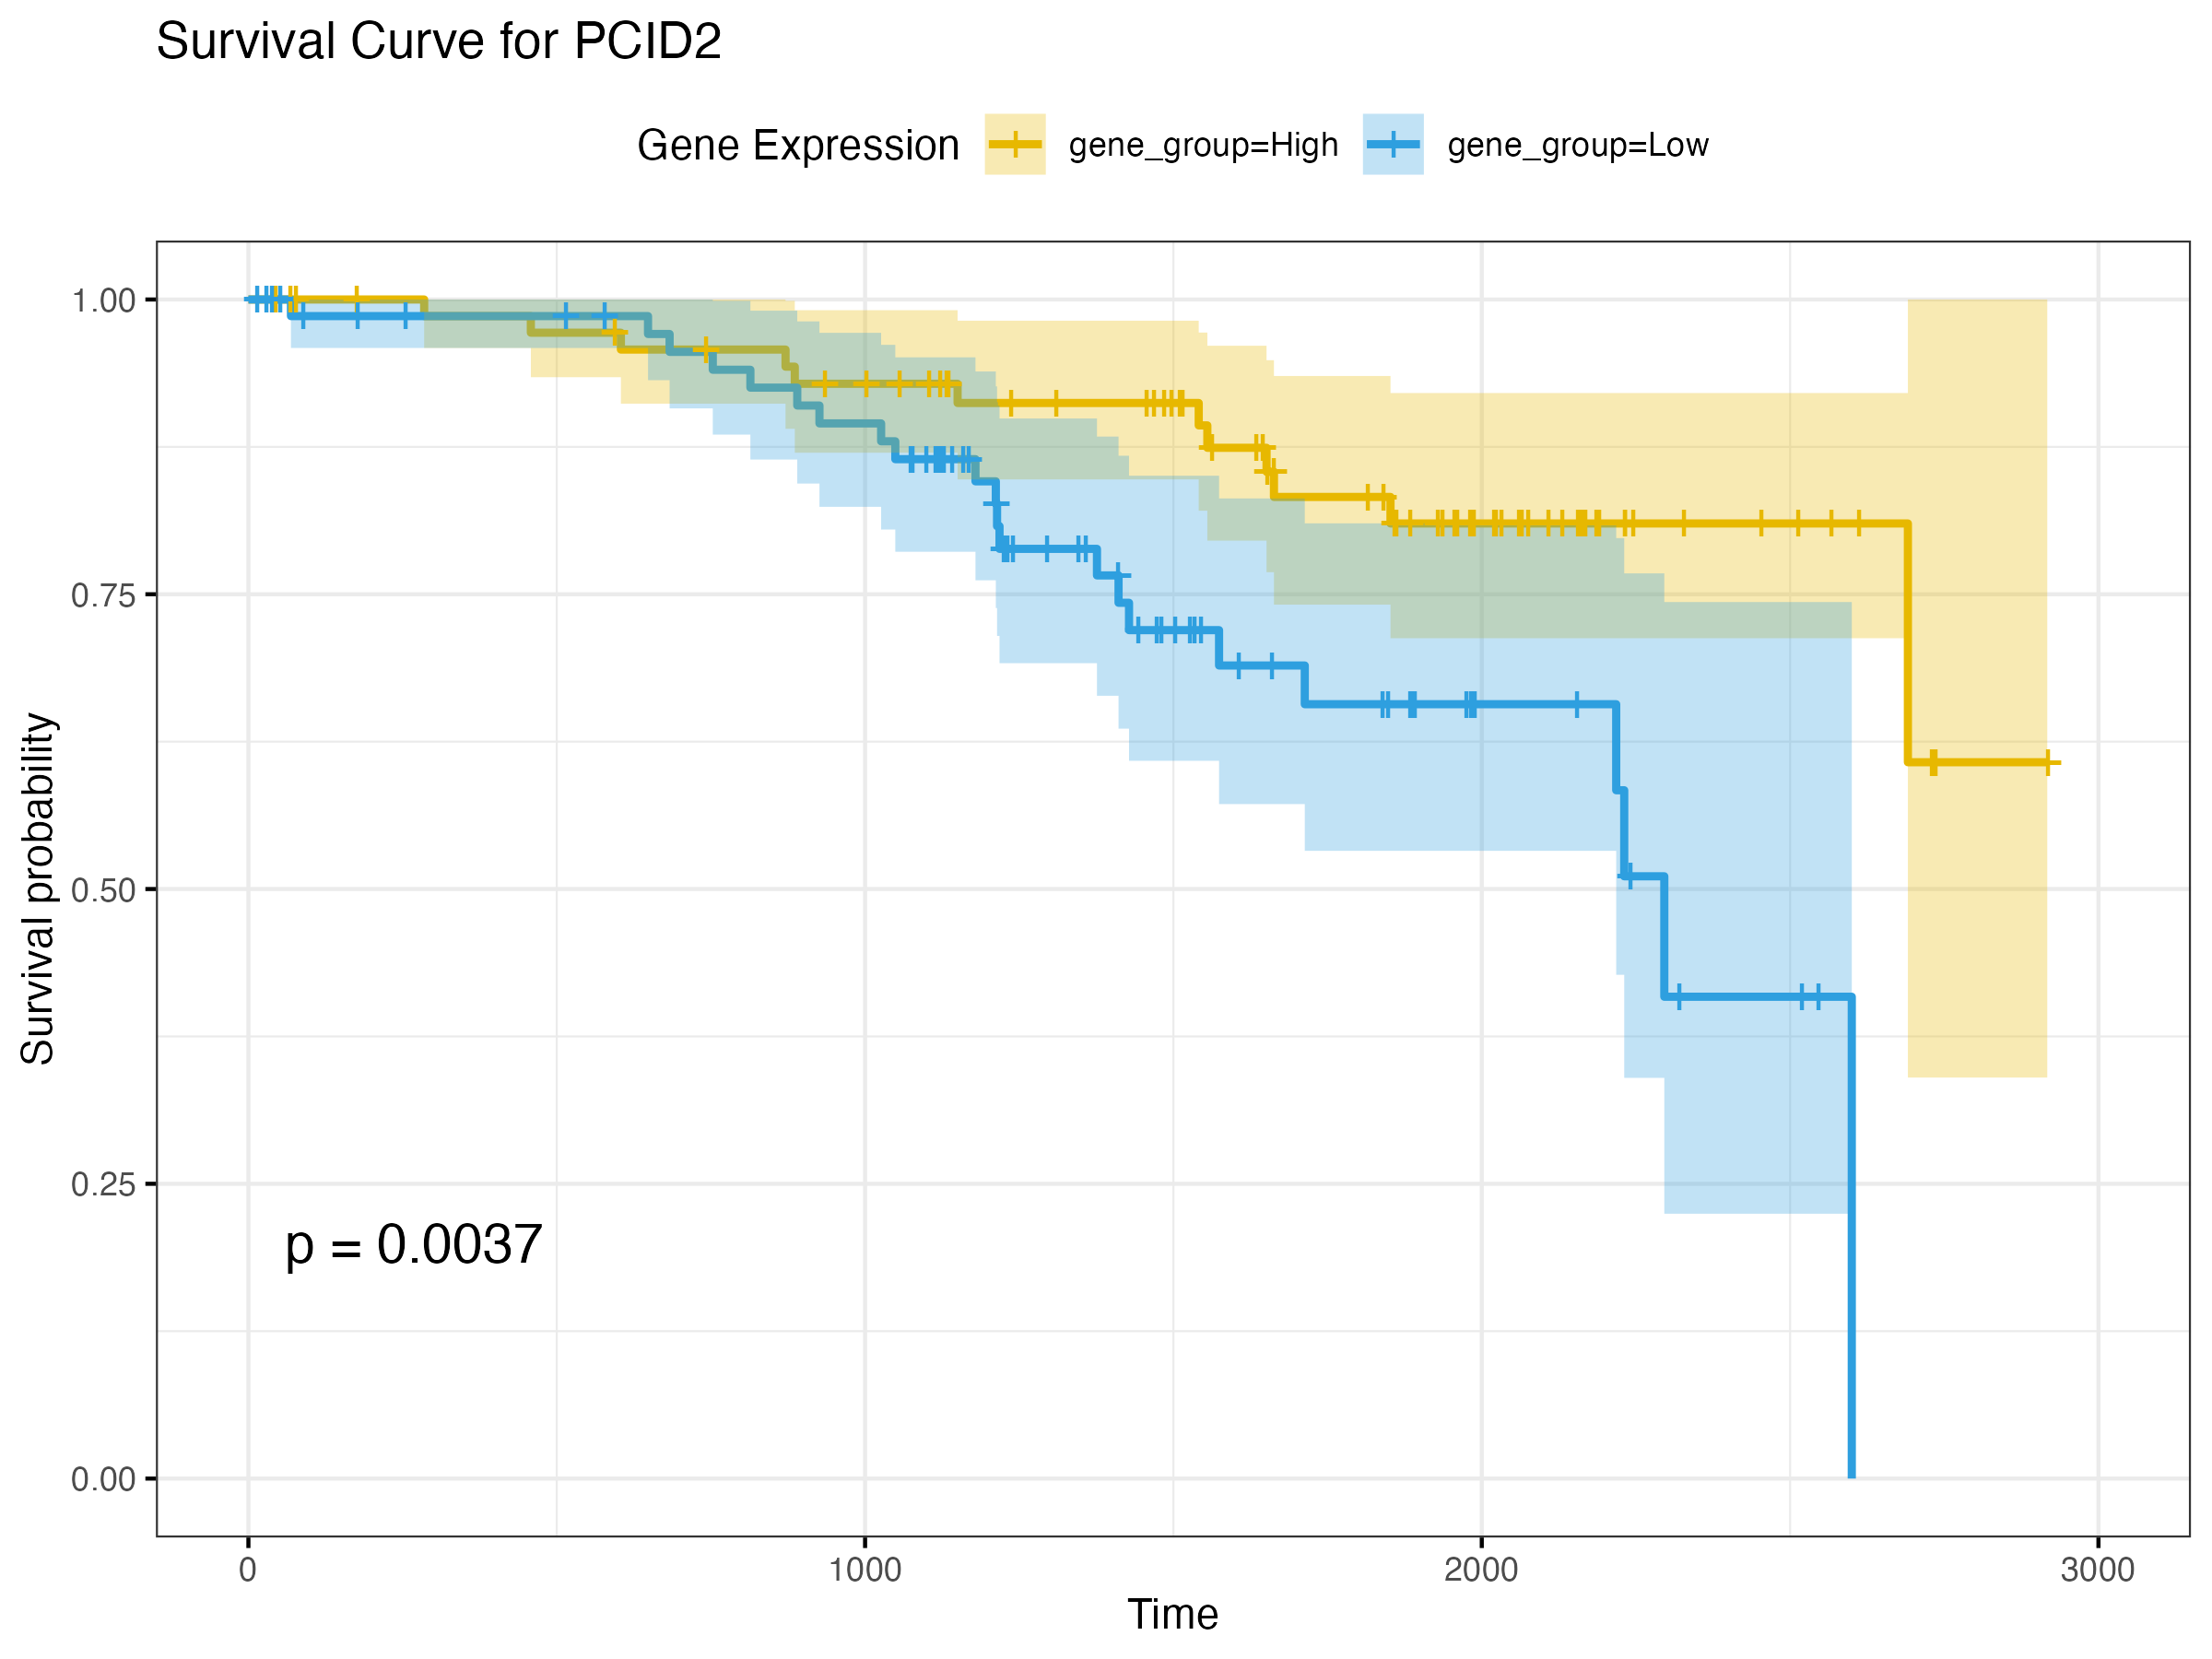 Survival Curve for PCID2
Gene Expression gene_group=High gene_group=Low
1.00
0.75
0.50
0.25
0.00
Survival probability
p = 0.0037
0 1000 2000 3000
Time